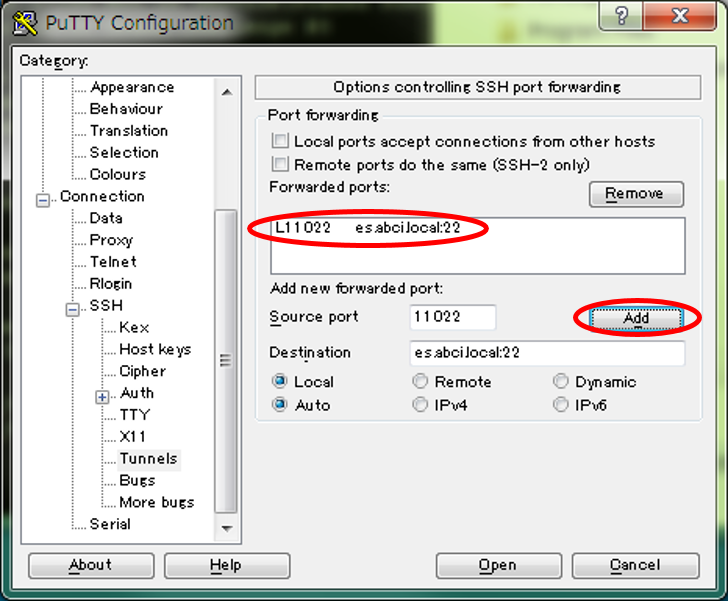 PuTTY Configuration
?
X
Category:
Appearance
Behaviour
Translation
Selection
Colours
Connection
Data
Proxy
Telnet
Rlogin
SSH
Kex
Host keys
Cipher
Auth
TTY
X11
Tunnels
Bugs
More bugs
Serial
Options controlling SSH port forwarding
Port forwarding
Local ports accept connections from other hosts
Remote ports do the same (SSH-2 only)
Forwarded ports:
Remove
L11022 es.abci.local:22
Add new forwarded port:
Source port 11022 Add
Destination es.abci.local:22
Local Remote Dynamic
Auto IPv4 IPv6
About Help Open Cancel